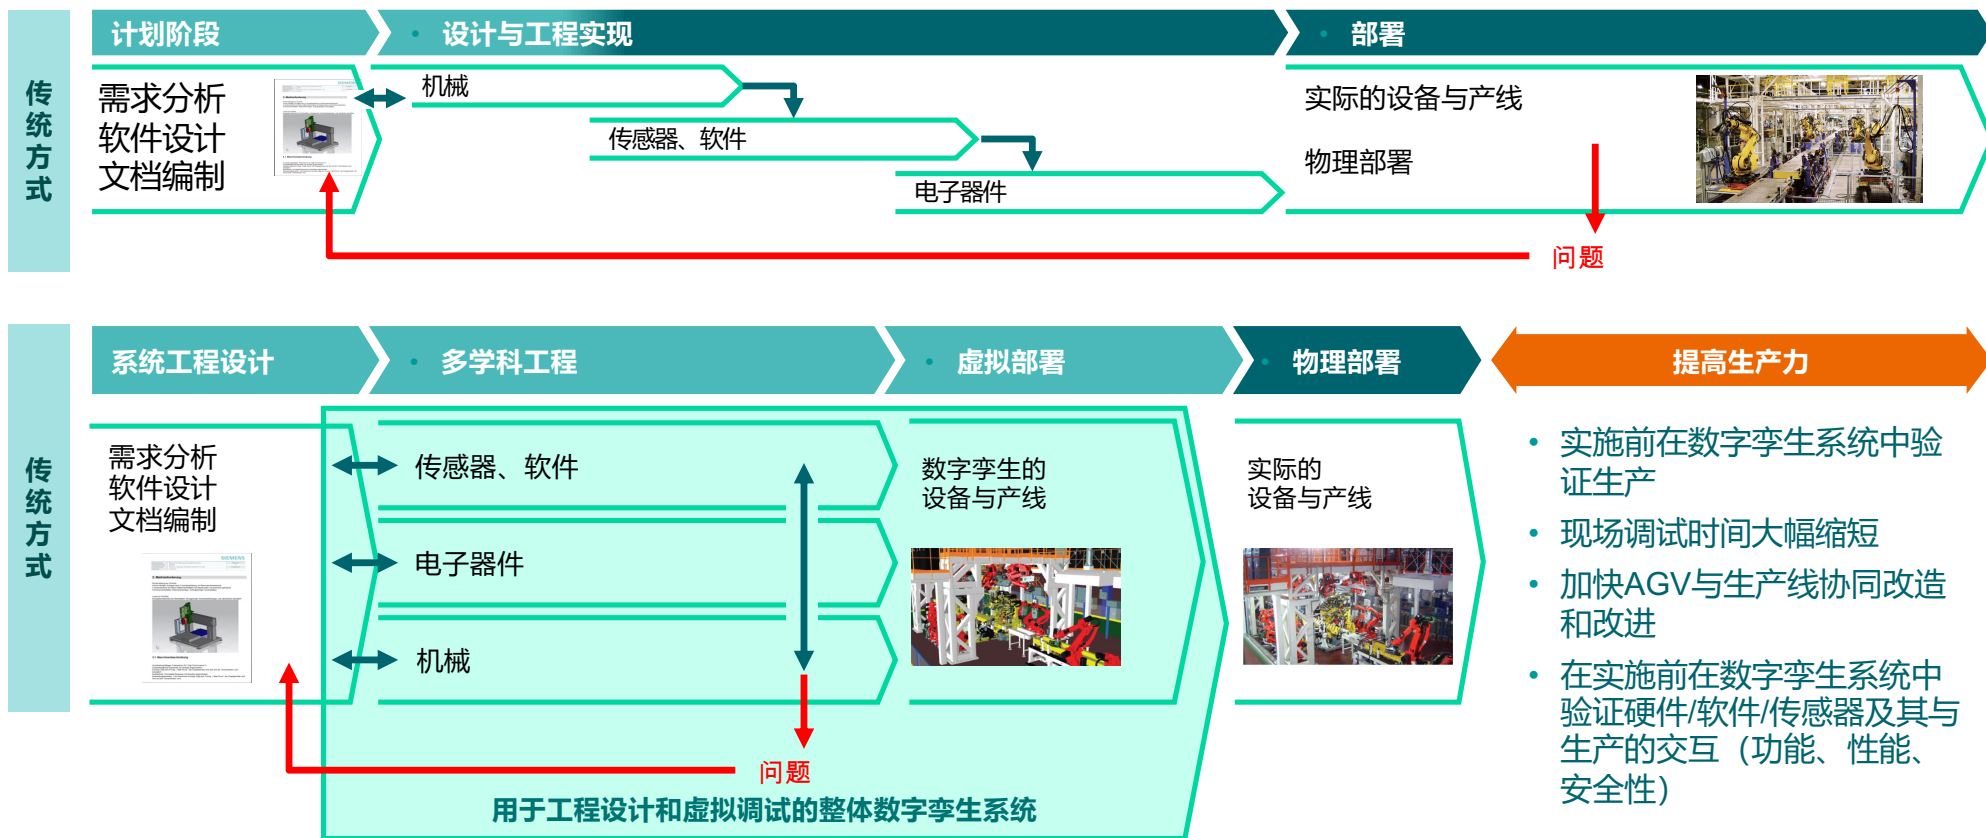 传统方式
计划阶段
• 设计与工程实现
• 部署
需求分析
软件设计
文档编制
机械
传感器、软件
电子器件
实际的设备与产线
物理部署
问题
传统方式
系统工程设计
• 多学科工程
• 虚拟部署
• 物理部署
提高生产力
需求分析
软件设计
文档编制
SIEMENS
传感器、软件
电子器件
机械
数字孪生的
设备与产线
实际的
设备与产线
问题
用于工程设计和虚拟调试的整体数字孪生系统
• 实施前在数字孪生系统中验
证生产
• 现场调试时间大幅缩短
• 加快AGV与生产线协同改造
和改进
• 在实施前在数字孪生系统中
验证硬件/软件/传感器及其与
生产的交互（功能、性能、
安全性）